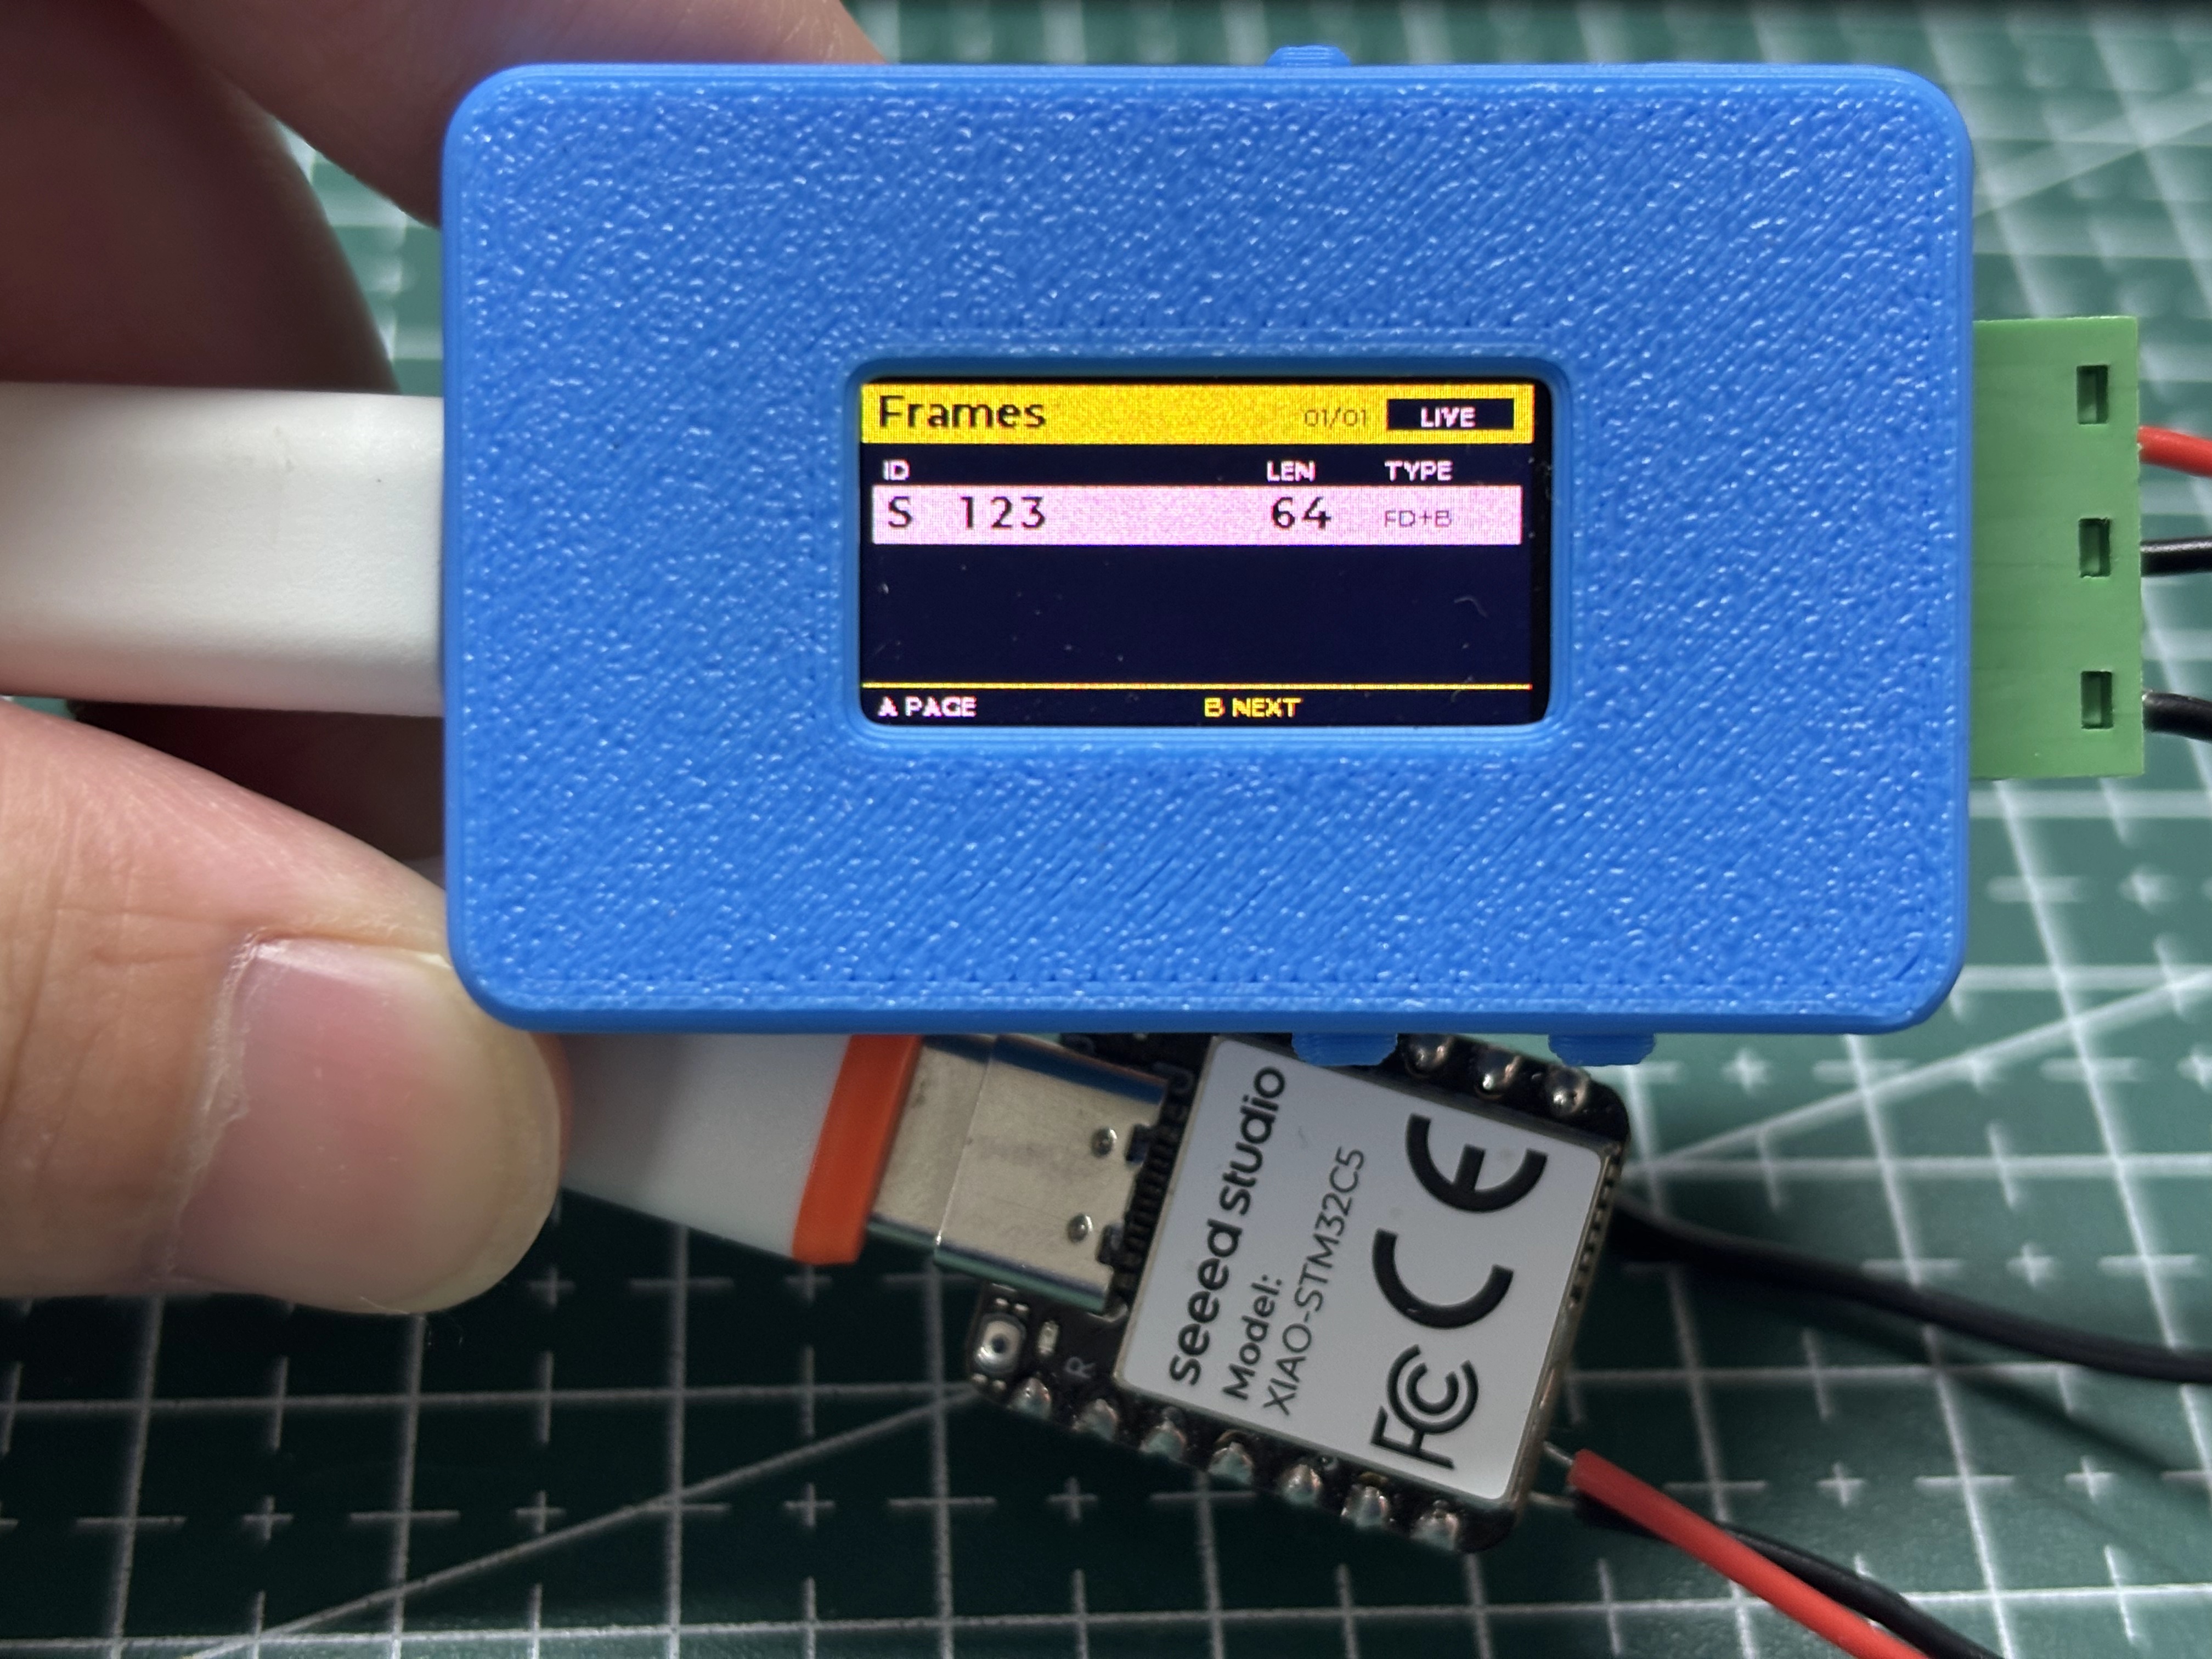 Frames 01/01 LIVE
ID LEN TYPE
S 123 64 FD+B
A PAGE B NEXT
seeed studio
Model:
XIAO-STM32C5
FC CE
R